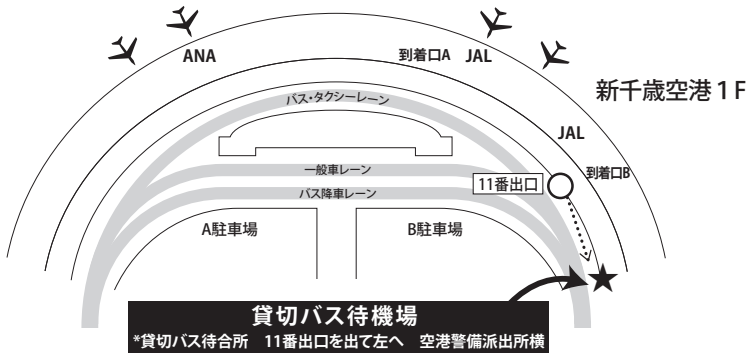 ANA
到着口A JAL
新千歳空港1F
バス・タクシーレーン
JAL
到着口B
一般車レーン
11番出口
バス降車レーン
A駐車場
B駐車場
貸切バス待機場
*貸切バス待合所 11番出口を出て左へ 空港警備派出所横